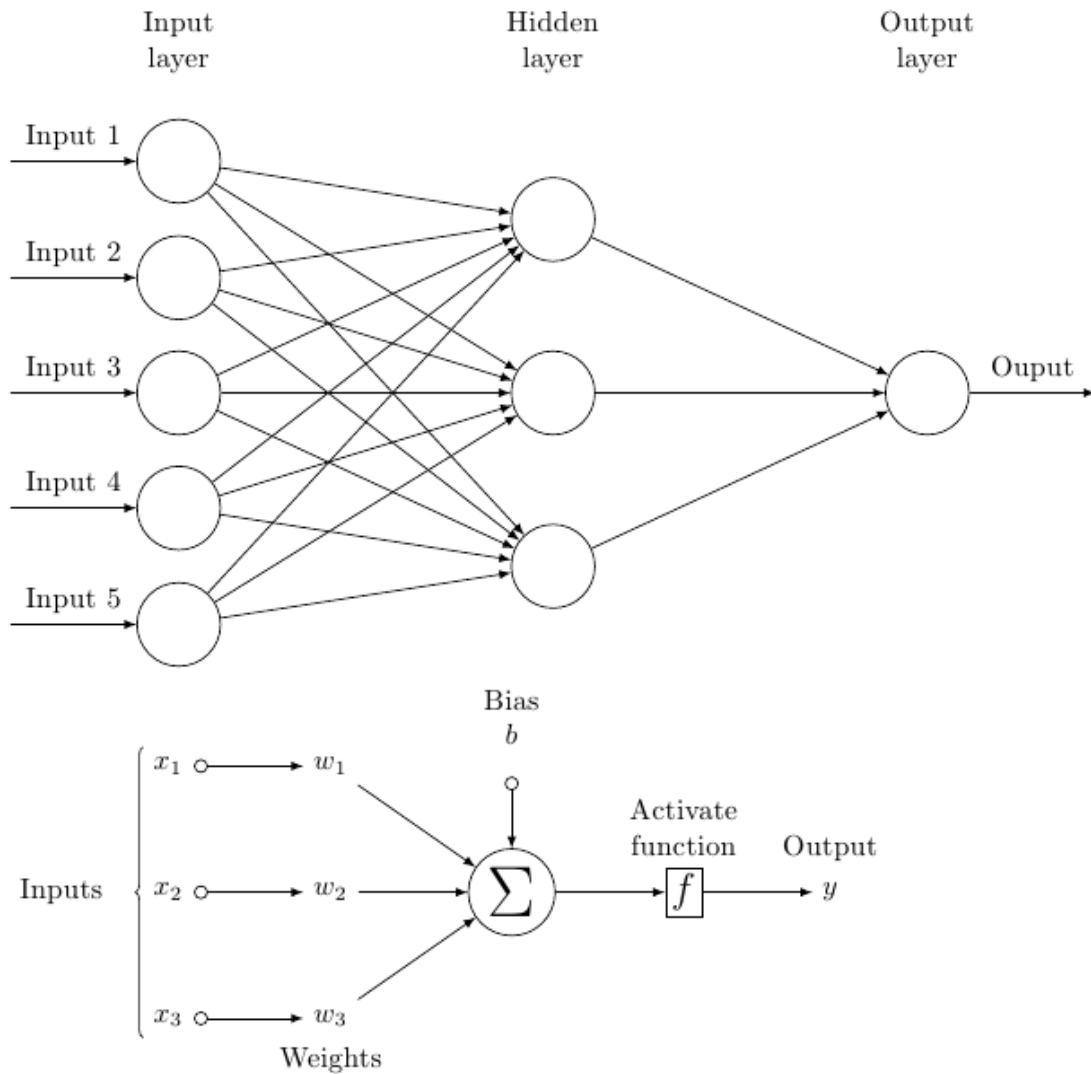 Input Hidden Output
layer layer layer
Input 1
Input 2
Input 3
Ouput
Input 4
Input 5
Bias
b
x₁ w₁
Activate
function Output
Inputs x₂ w₂ ∑ f y
x₃ w₃
Weights